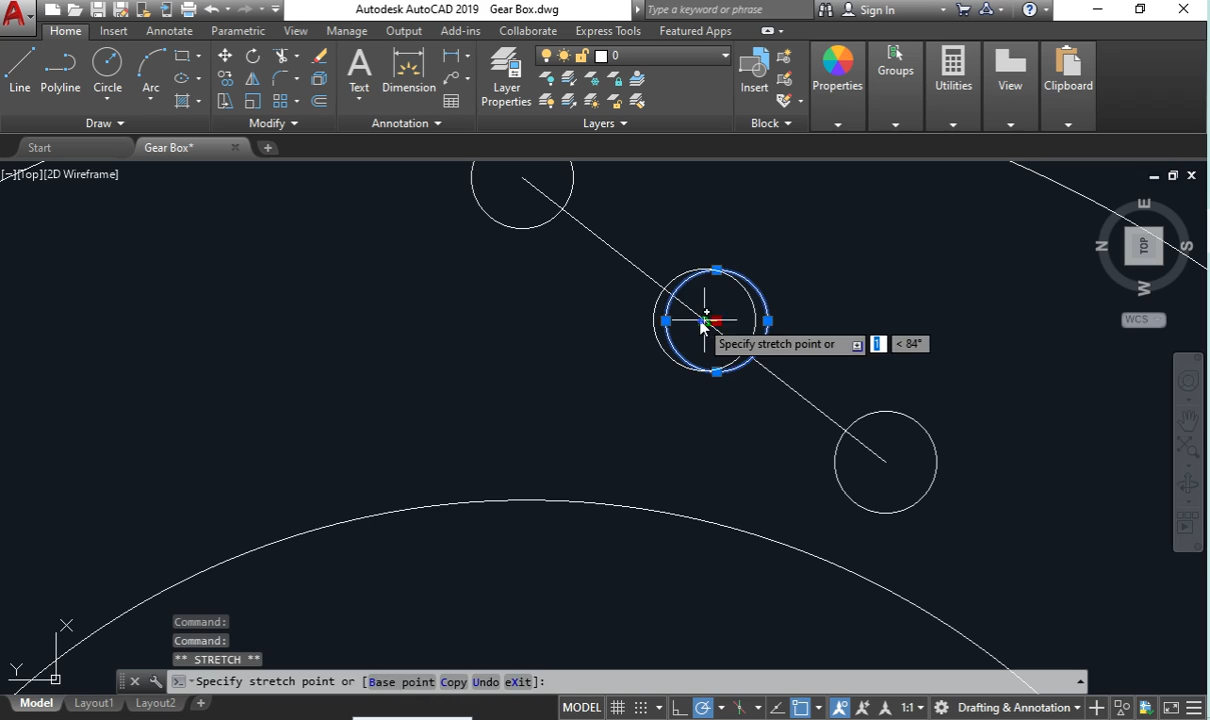 Autodesk AutoCAD 2019 Gear Box.dwg
Type a keyword or phrase
Sign In
Home Insert Annotate Parametric View Manage Output Add-ins Collaborate Express Tools Featured Apps
Line Polyline Circle Arc
Text Dimension
Layer Properties
0
Insert
Properties Groups Utilities View Clipboard
Draw Modify Annotation Layers Block
Start Gear Box*
[−][Top][2D Wireframe]
E
N TOP S
W
WCS
Specify stretch point or 1 < 84°
X
Y
Command:
Command:
** STRETCH **
Specify stretch point or [Base point Copy Undo eXit]:
Model Layout1 Layout2
MODEL 1:1 Drafting & Annotation